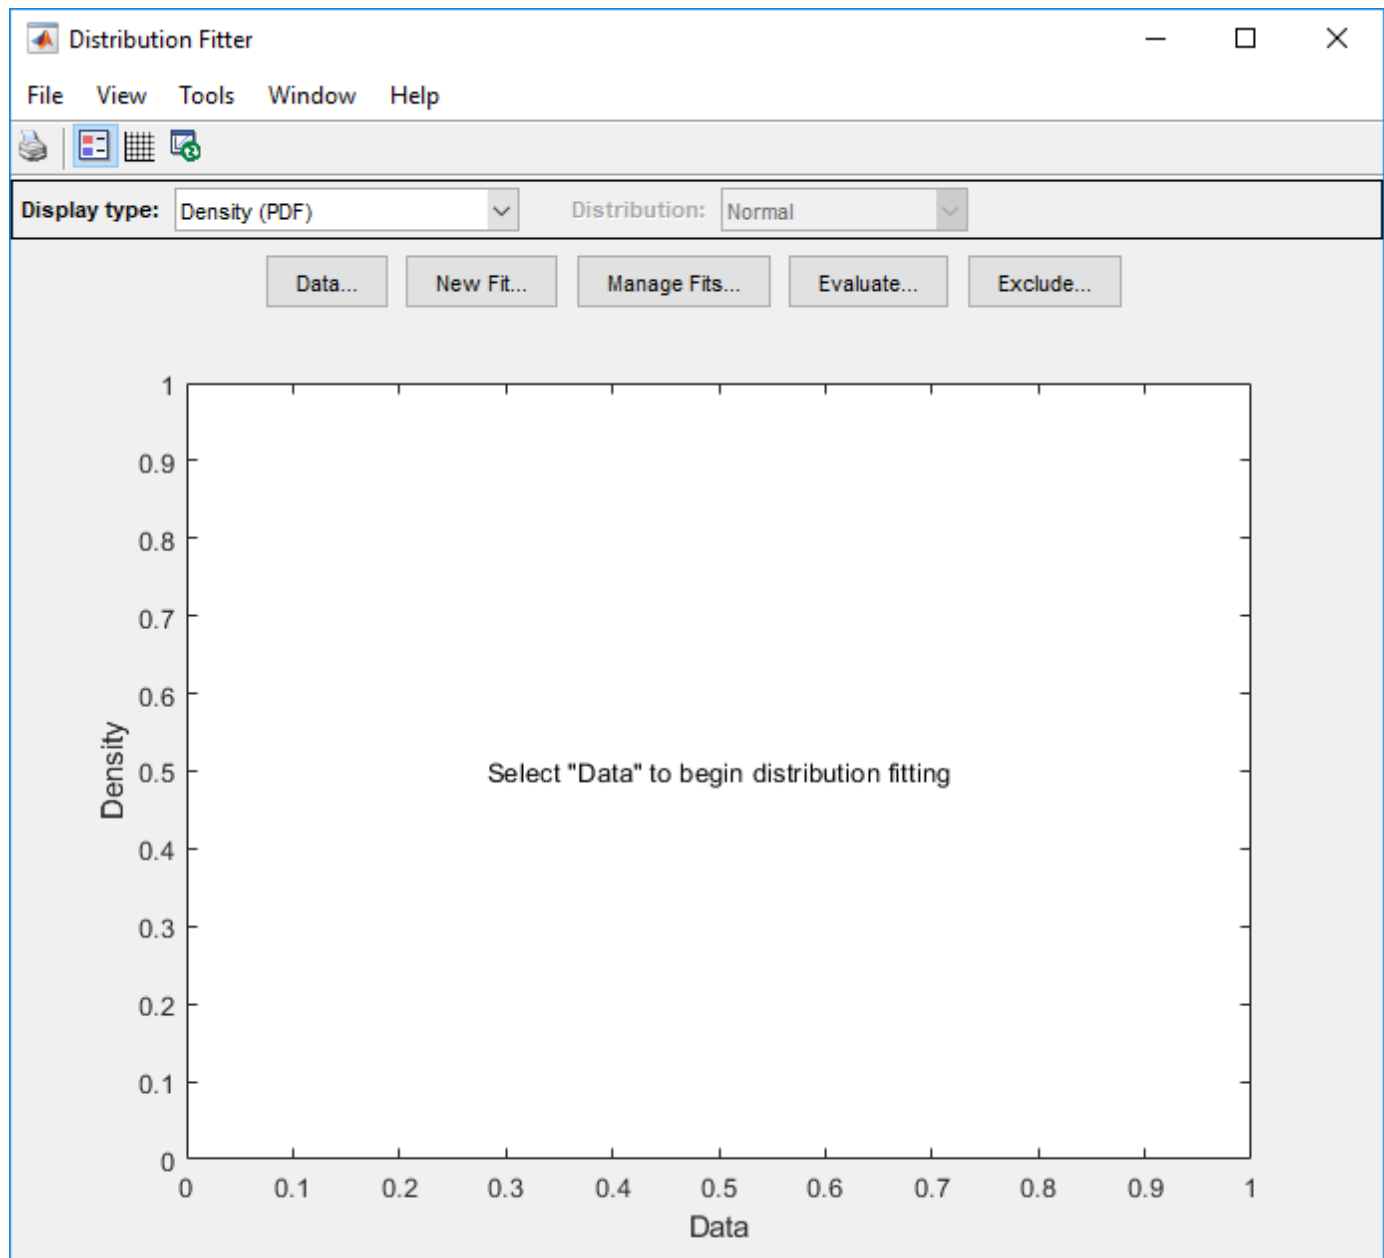 Distribution Fitter
File View Tools Window Help
Display type: Density (PDF) Distribution: Normal
Data... New Fit... Manage Fits... Evaluate... Exclude...
1
0.9
0.8
0.7
0.6
0.5
0.4
0.3
0.2
0.1
0
Density
Select "Data" to begin distribution fitting
0 0.1 0.2 0.3 0.4 0.5 0.6 0.7 0.8 0.9 1
Data